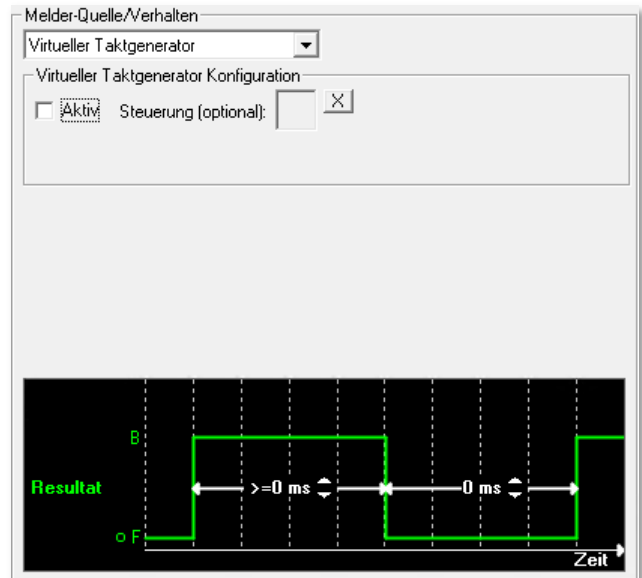 Melder-Quelle/Verhalten
Virtueller Taktgenerator
Virtueller Taktgenerator Konfiguration
Aktiv Steuerung (optional): X
B
Resultat >=0 ms 0 ms
o F
Zeit